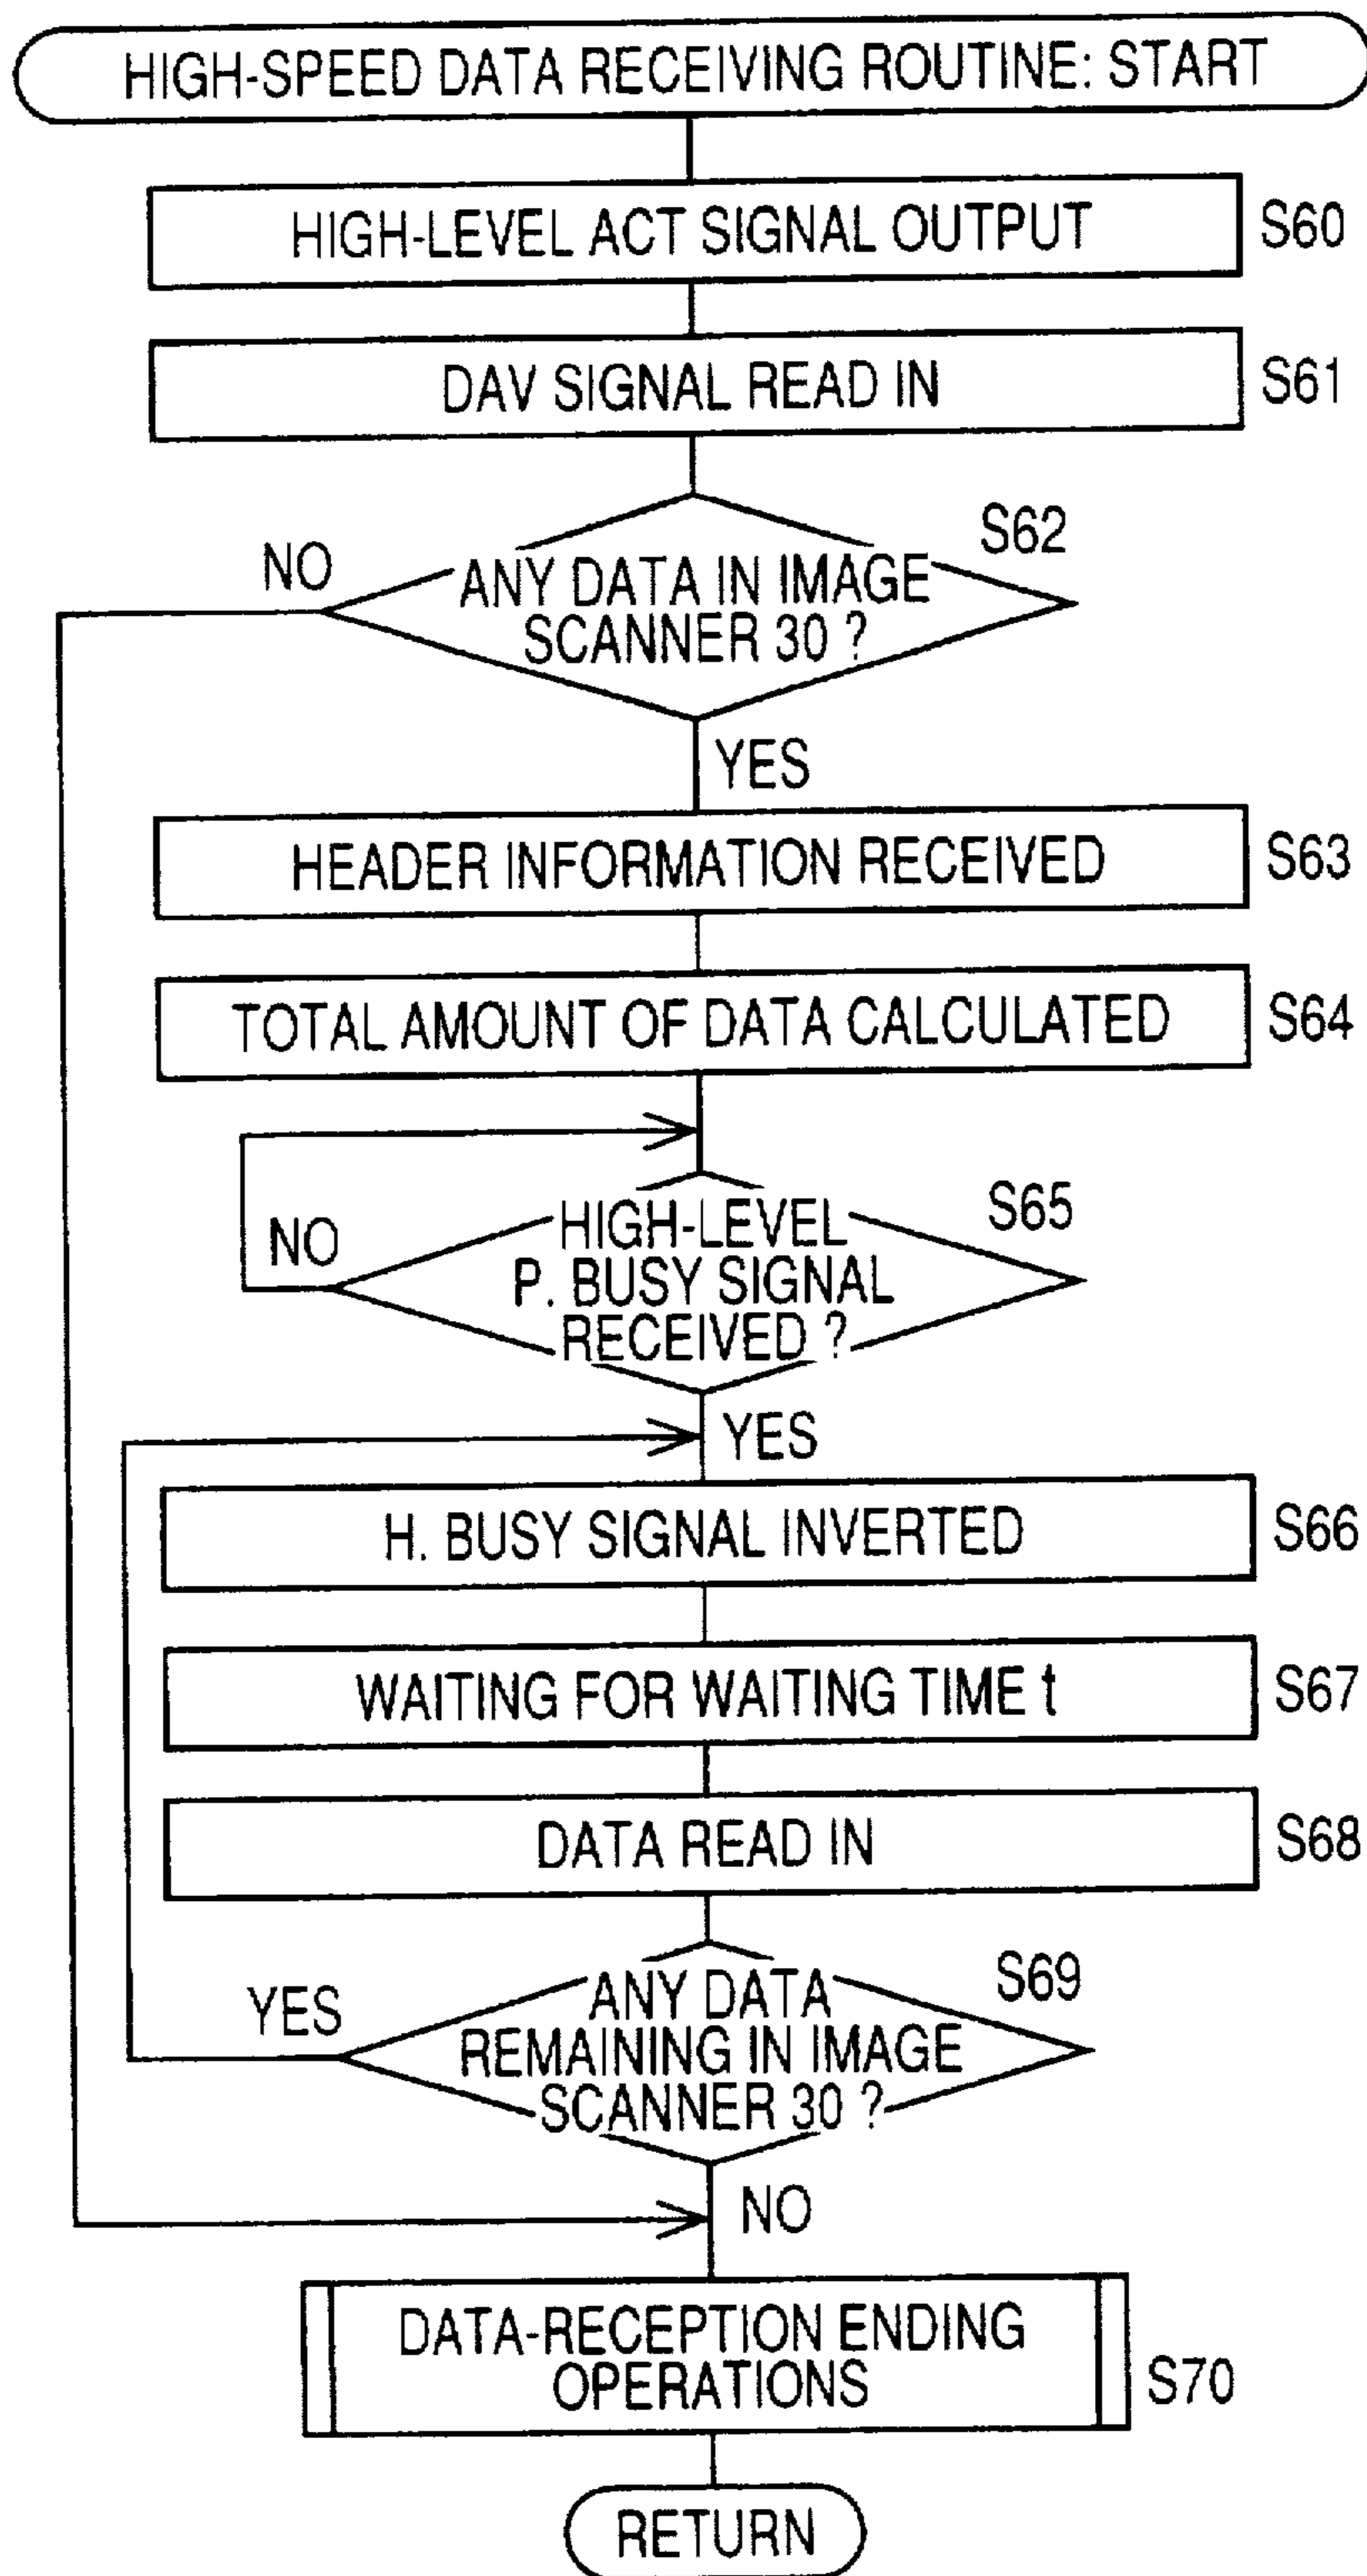 HIGH-SPEED DATA RECEIVING ROUTINE: START
HIGH-LEVEL ACT SIGNAL OUTPUT
S60
DAV SIGNAL READ IN
S61
S62
NO
ANY DATA IN IMAGE
SCANNER 30 ?
YES
HEADER INFORMATION RECEIVED
S63
TOTAL AMOUNT OF DATA CALCULATED
S64
S65
NO
HIGH-LEVEL
P. BUSY SIGNAL
RECEIVED ?
YES
H. BUSY SIGNAL INVERTED
S66
WAITING FOR WAITING TIME t
S67
DATA READ IN
S68
S69
YES
ANY DATA
REMAINING IN IMAGE
SCANNER 30 ?
NO
DATA-RECEPTION ENDING
OPERATIONS
S70
RETURN